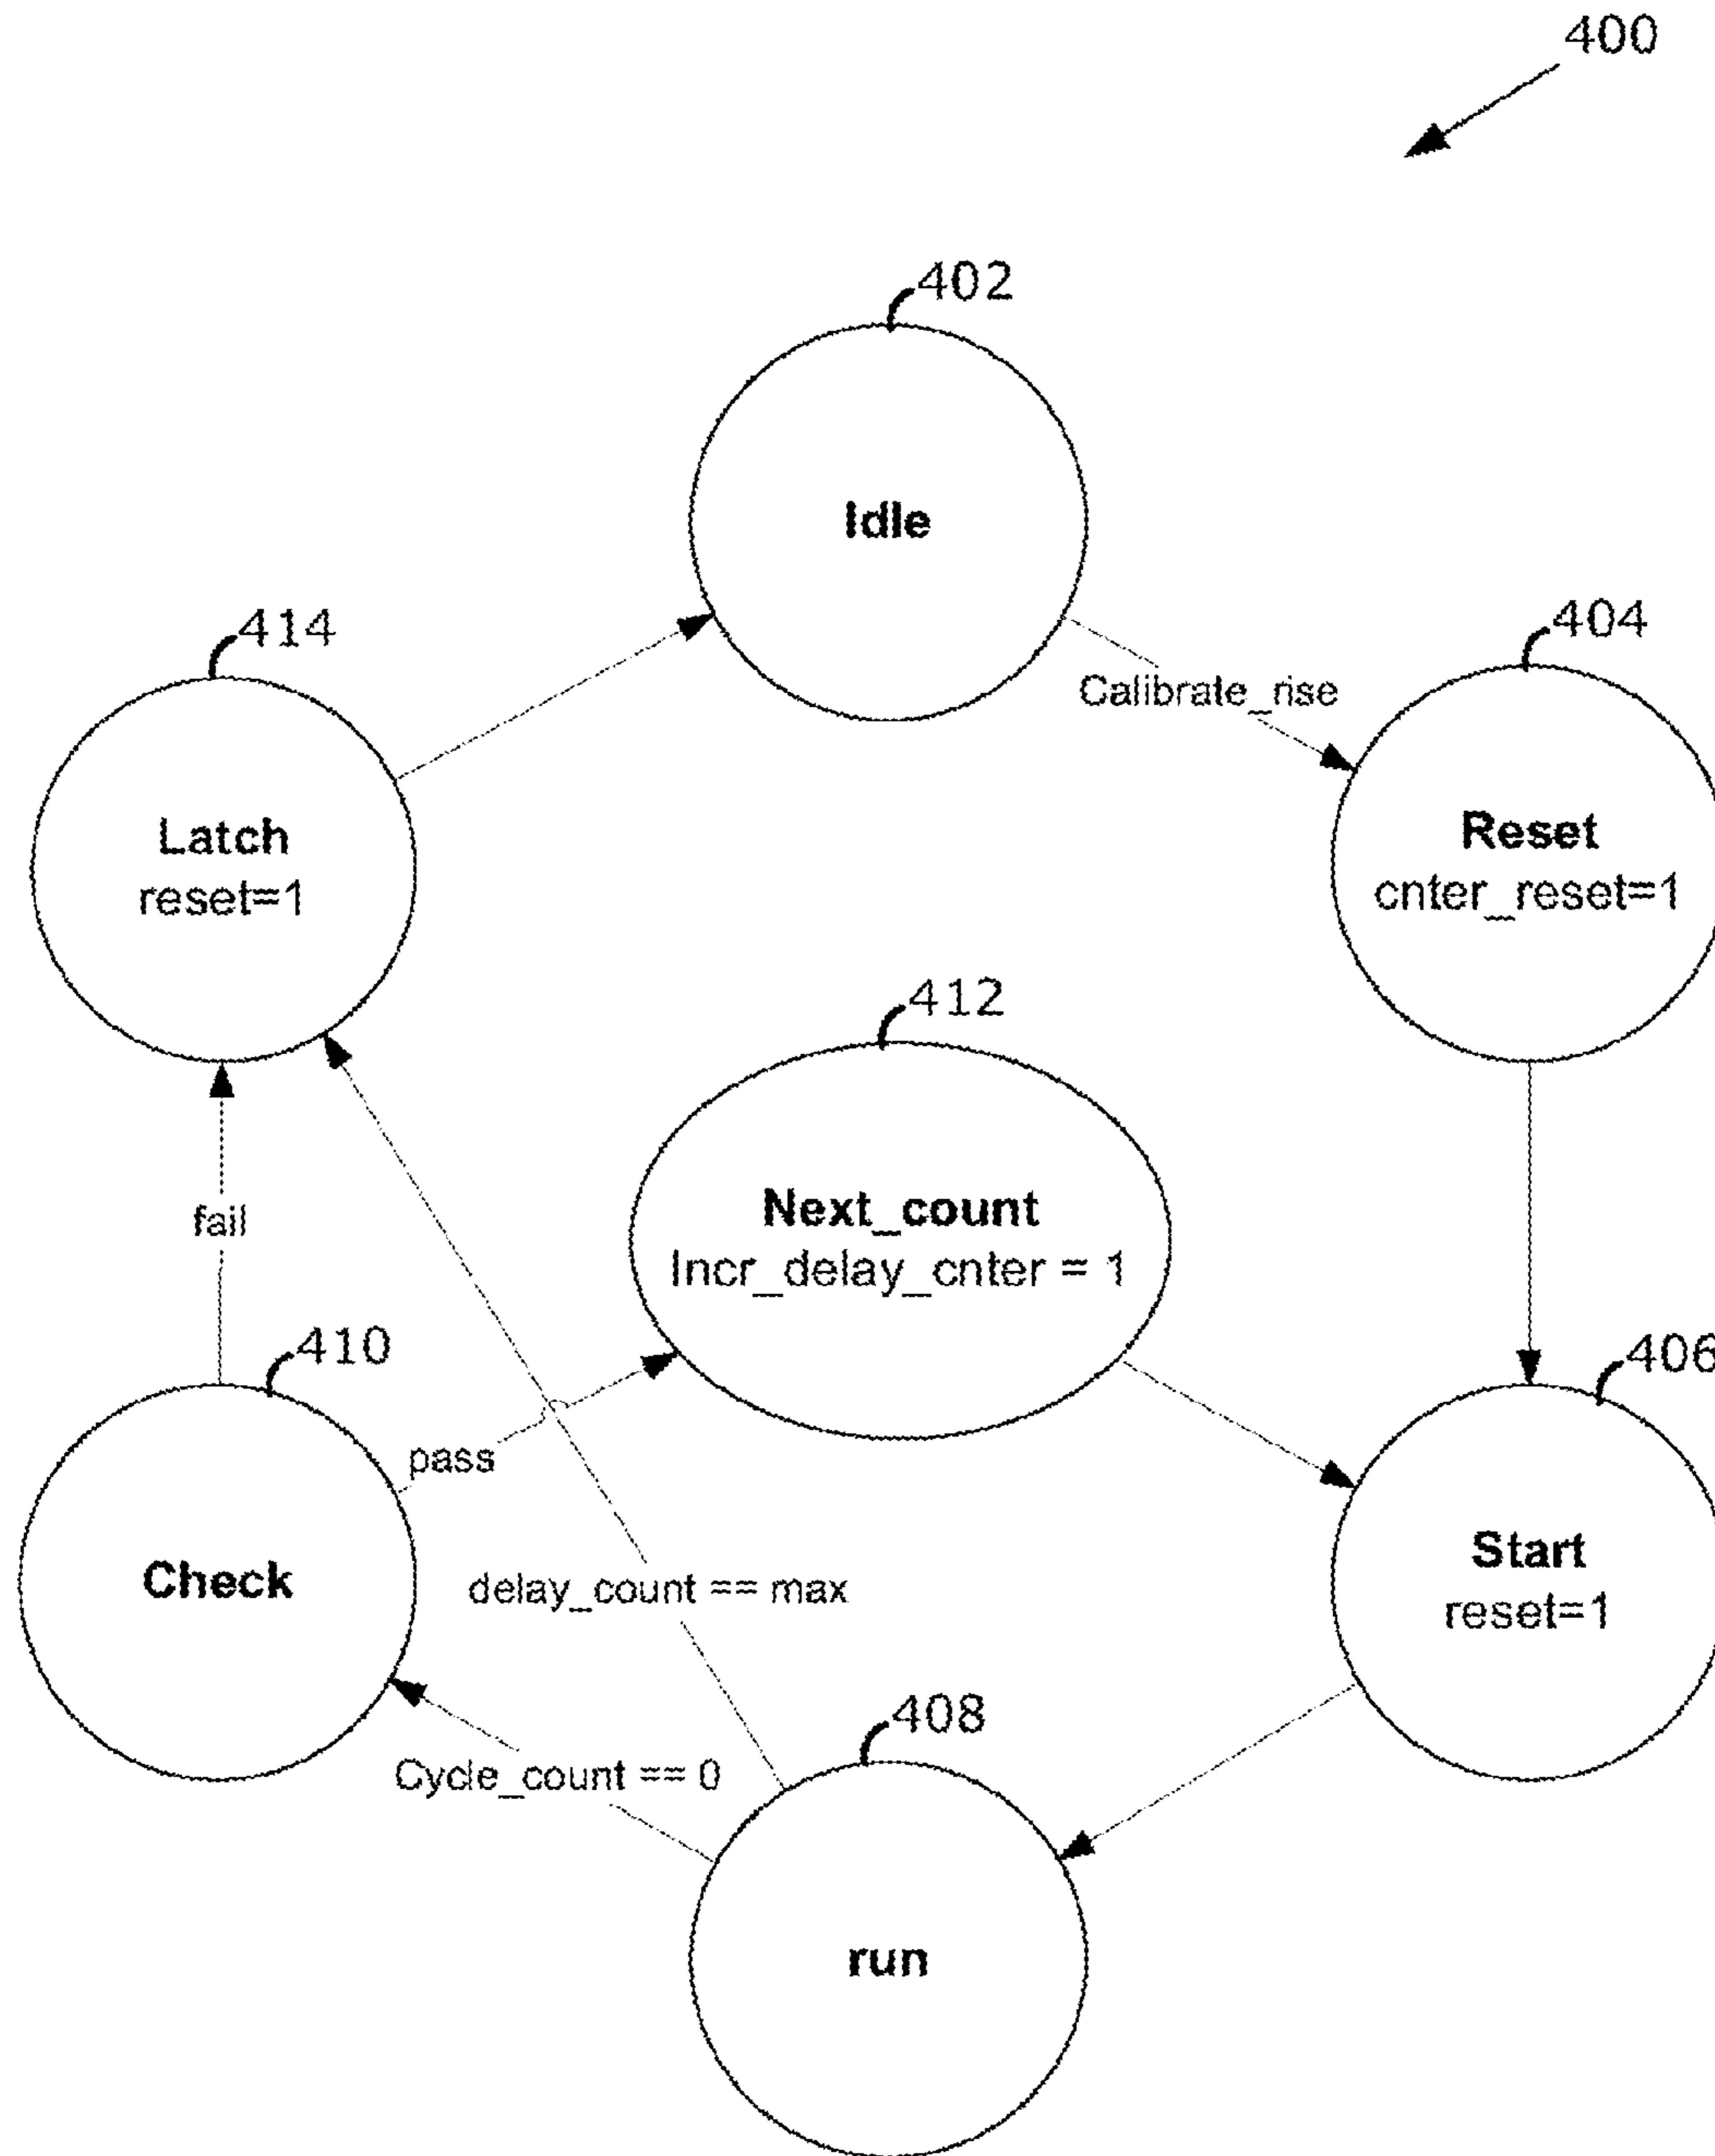 400
402
Idle
414
404
Calibrate_rise
Latch
reset=1
Reset
cnter_reset=1
412
Next_count
Incr_delay_cnter = 1
fail
410
406
pass
Check
delay_count == max
Start
reset=1
408
Cycle_count == 0
run